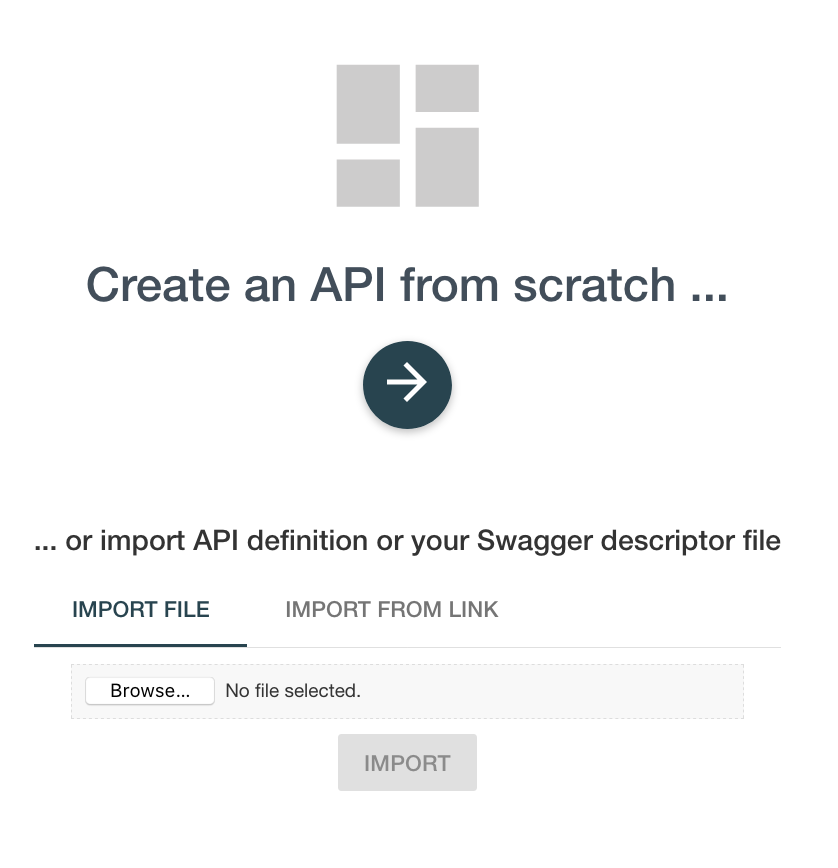 Create an API from scratch ...
... or import API definition or your Swagger descriptor file
IMPORT FILE
IMPORT FROM LINK
Browse... No file selected.
IMPORT